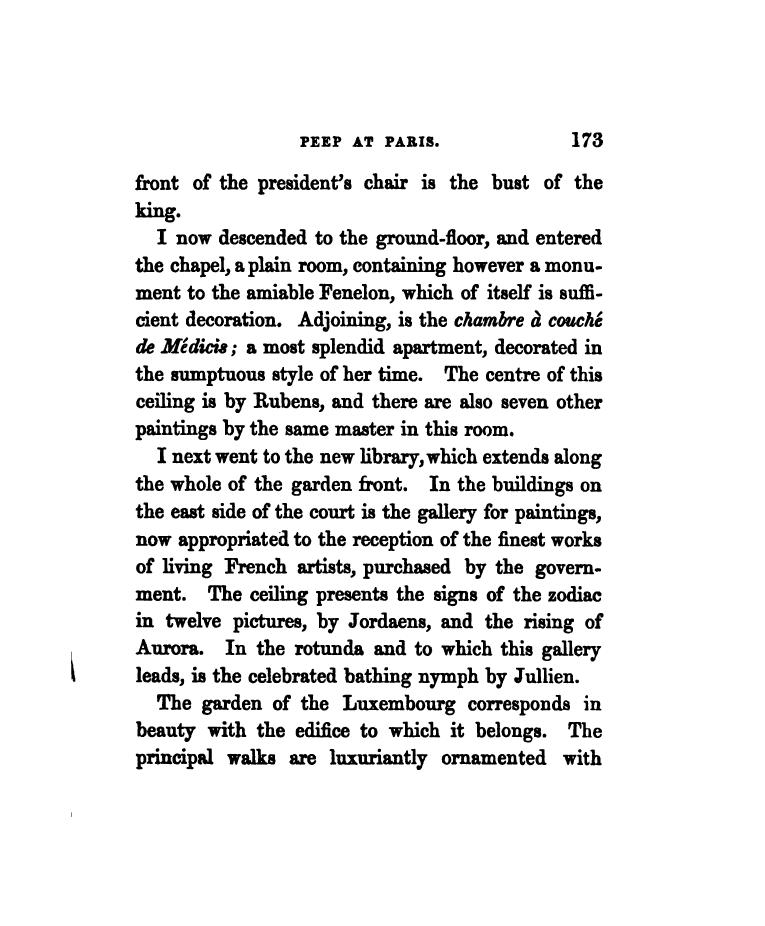 PEEP AT PARIS. 173
front of the president's chair is the bust of the
king.
I now descended to the ground-floor, and entered
the chapel, a plain room, containing however a monu-
ment to the amiable Fenelon, which of itself is suffi-
cient decoration. Adjoining, is the chambre à couché
de Médicis; a most splendid apartment, decorated in
the sumptuous style of her time. The centre of this
ceiling is by Rubens, and there are also seven other
paintings by the same master in this room.
I next went to the new library, which extends along
the whole of the garden front. In the buildings on
the east side of the court is the gallery for paintings,
now appropriated to the reception of the finest works
of living French artists, purchased by the govern-
ment. The ceiling presents the signs of the zodiac
in twelve pictures, by Jordaens, and the rising of
Aurora. In the rotunda and to which this gallery
leads, is the celebrated bathing nymph by Jullien.
The garden of the Luxembourg corresponds in
beauty with the edifice to which it belongs. The
principal walks are luxuriantly ornamented with